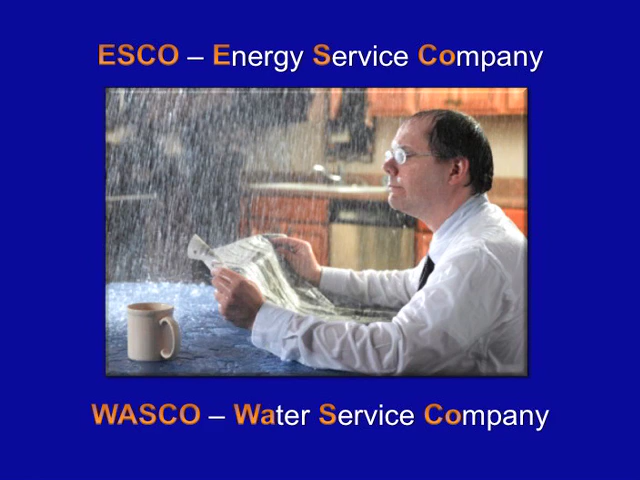 ESCO – Energy Service Company
WASCO – Water Service Company